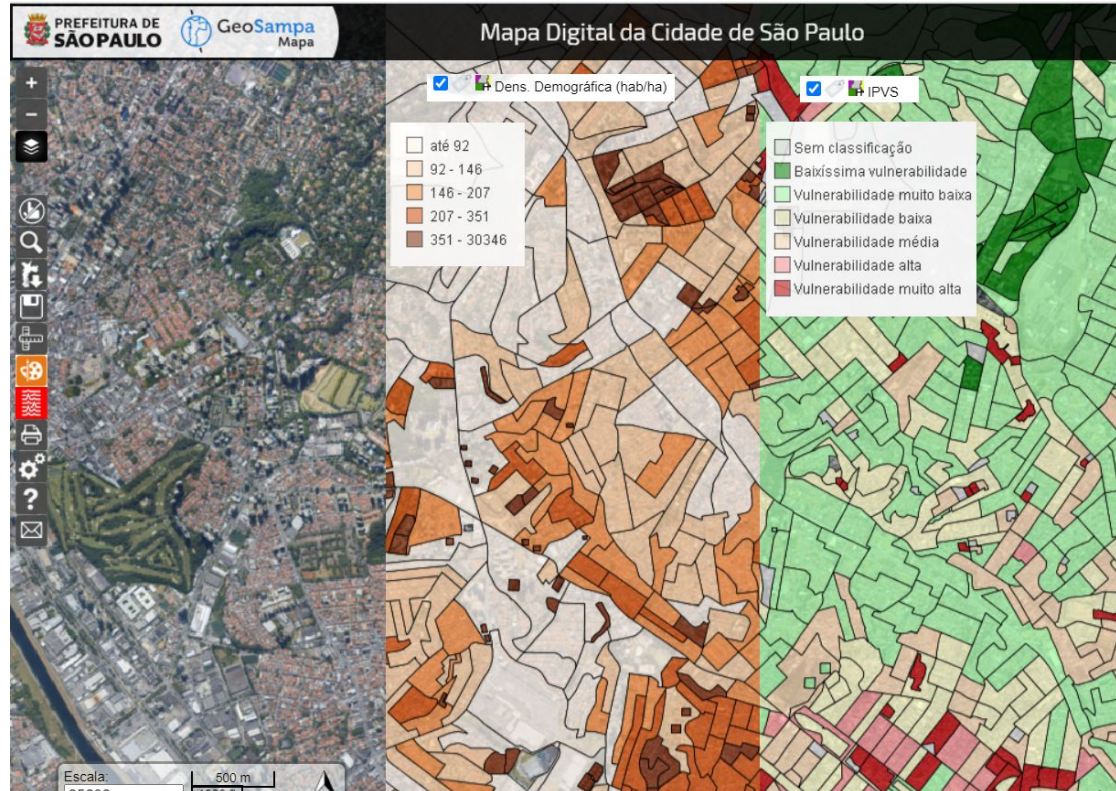 PREFEITURA DE
SÃO PAULO
GeoSampa
Mapa
Mapa Digital da Cidade de São Paulo
Dens. Demográfica (hab/ha)
até 92
92 - 146
146 - 207
207 - 351
351 - 30346
IPVS
Sem classificação
Baixíssima vulnerabilidade
Vulnerabilidade muito baixa
Vulnerabilidade baixa
Vulnerabilidade média
Vulnerabilidade alta
Vulnerabilidade muito alta
+
−
?
Escala:
500 m